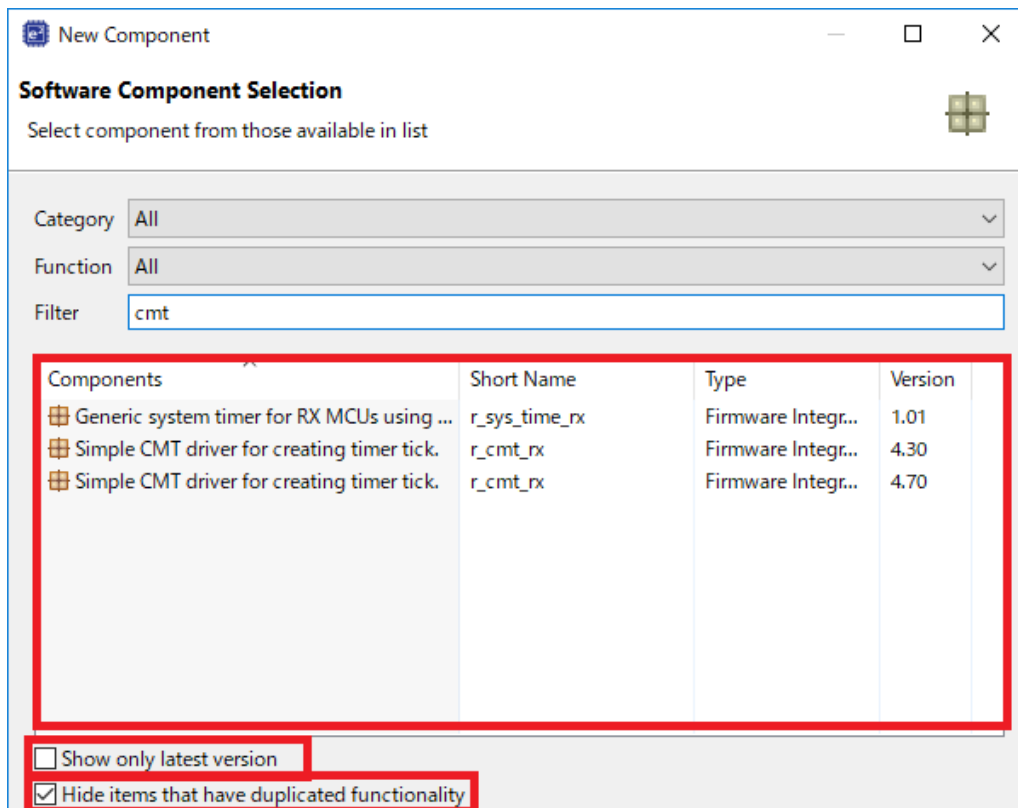 New Component
Software Component Selection
Select component from those available in list
Category All
Function All
Filter cmt
Components Short Name Type Version
Generic system timer for RX MCUs using ... r_sys_time_rx Firmware Integr... 1.01
Simple CMT driver for creating timer tick. r_cmt_rx Firmware Integr... 4.30
Simple CMT driver for creating timer tick. r_cmt_rx Firmware Integr... 4.70
Show only latest version
Hide items that have duplicated functionality